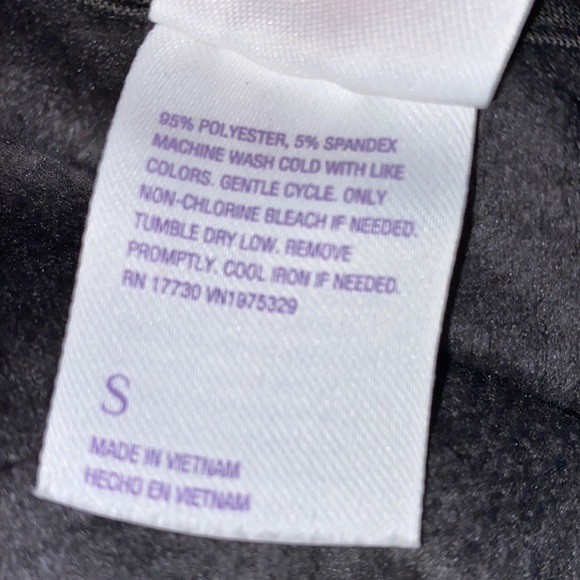 95% POLYESTER, 5% SPANDEX
MACHINE WASH COLD WITH LIKE
COLORS. GENTLE CYCLE. ONLY
NON-CHLORINE BLEACH IF NEEDED.
TUMBLE DRY LOW. REMOVE
PROMPTLY. COOL IRON IF NEEDED.
RN 17730 VN1975329
S
MADE IN VIETNAM
HECHO EN VIETNAM